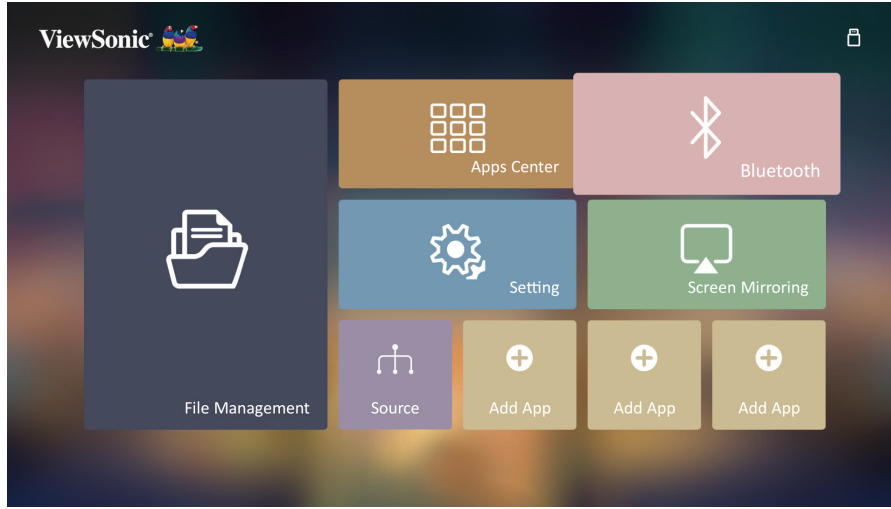 ViewSonic®
Apps Center
Bluetooth
Setting
Screen Mirroring
File Management
Source
Add App
Add App
Add App